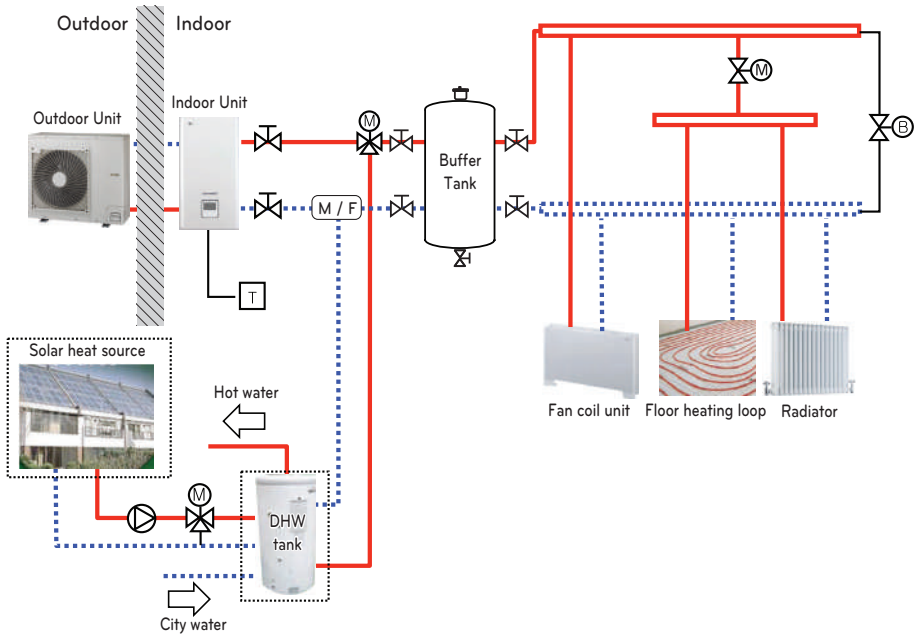 Outdoor
Indoor
Outdoor Unit
Indoor Unit
M
Buffer
Tank
M
B
M / F
T
Solar heat source
Hot water
M
DHW
tank
City water
Fan coil unit
Floor heating loop
Radiator